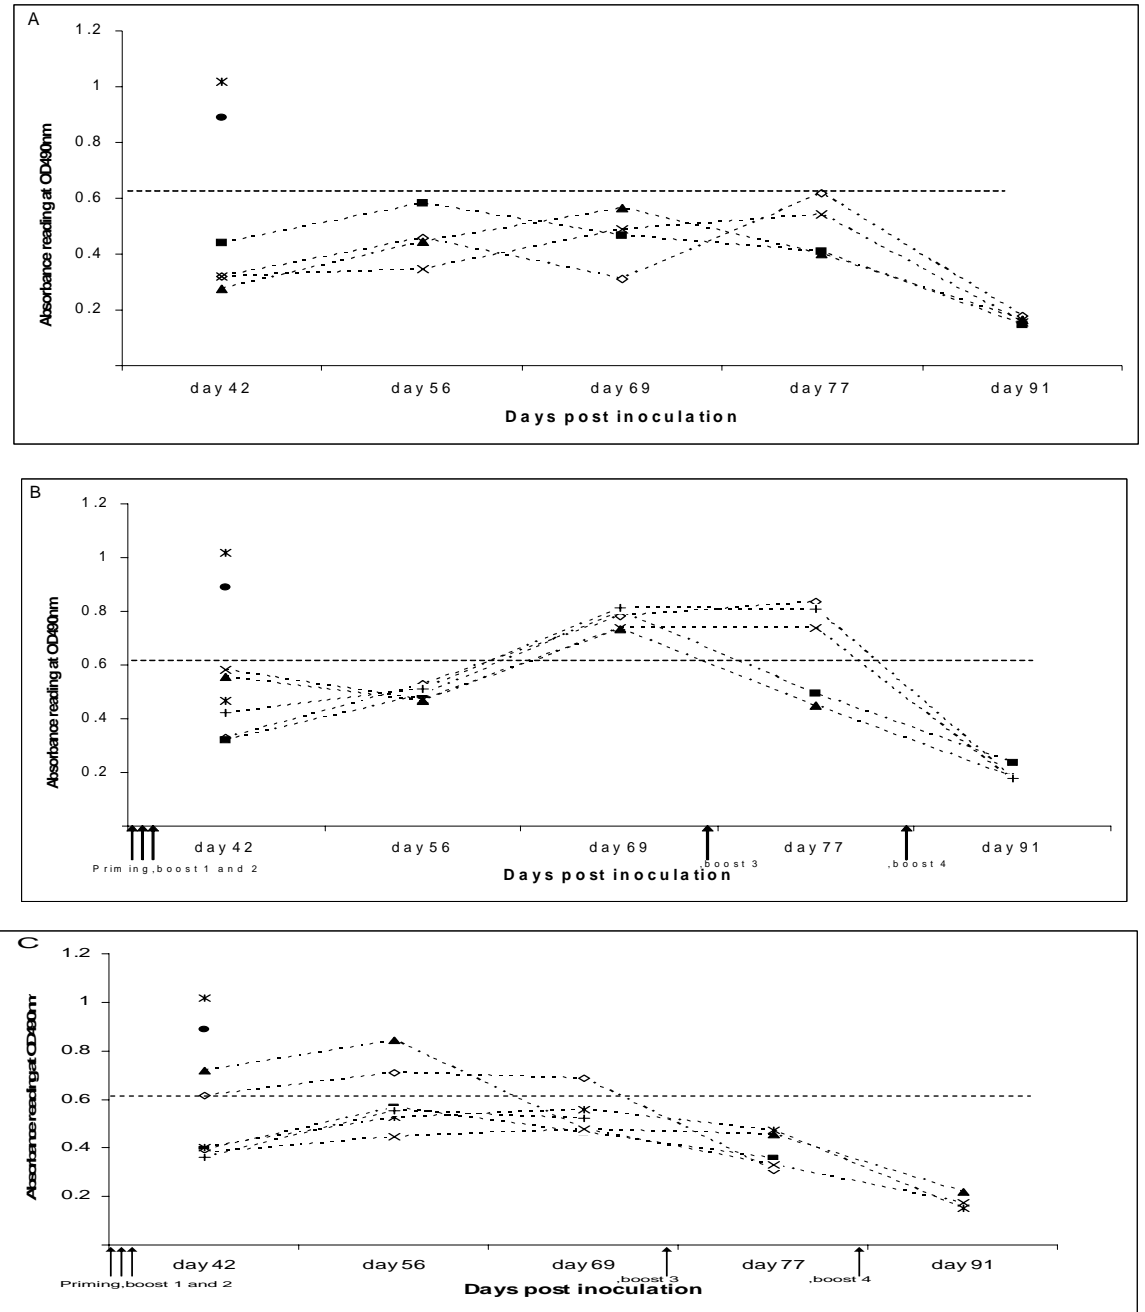 A
1.2
1
0.8
0.6
0.4
0.2
Absorbance reading at OD490nm
day 42 day 56 day 69 day 77 day 91
Days post inoculation
B
1.2
1
0.8
0.6
0.4
0.2
Absorbance reading at OD490nm
day 42 day 56 day 69 day 77 day 91
Priming,boost 1 and 2 ,boost 3 ,boost 4
Days post inoculation
C
1.2
1
0.8
0.6
0.4
0.2
Absorbance reading at OD490nm
day 42 day 56 day 69 day 77 day 91
Priming,boost 1 and 2 ,boost 3 ,boost 4
Days post inoculation